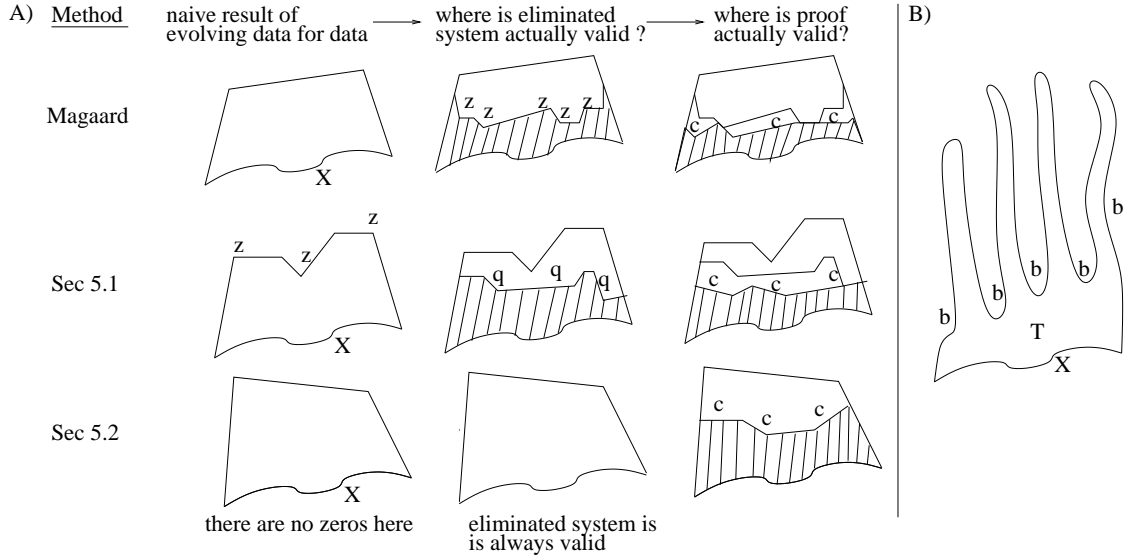 A)
Method
naive result of
evolving data for data
where is eliminated
system actually valid ?
where is proof
actually valid?
B)
Magaard
X
z z z z z
c c c
Sec 5.1
z z z
X
q q q
c c c
Sec 5.2
X
c c c
there are no zeros here
eliminated system is
is always valid
b b b b b
T
X